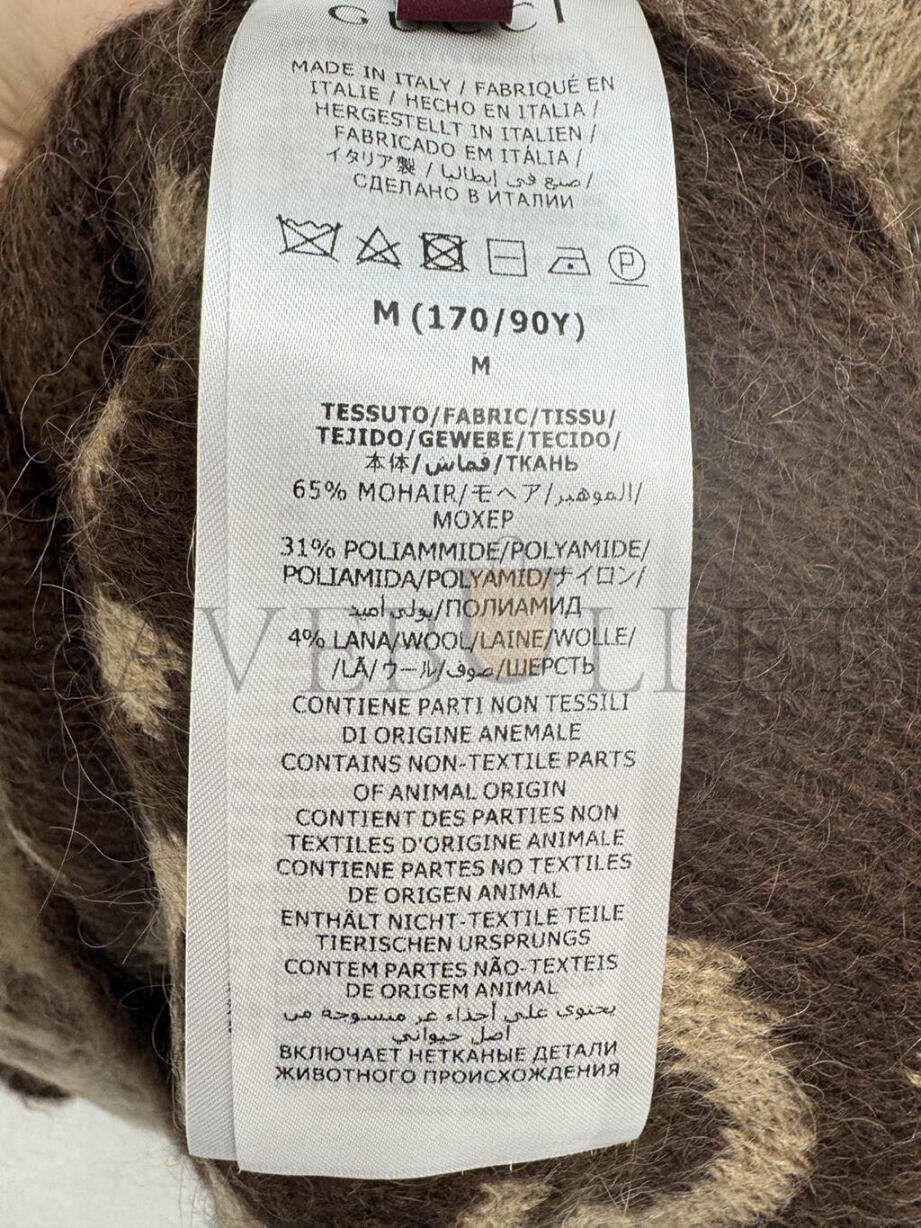 GUCCI
MADE IN ITALY / FABRIQUÉ EN
ITALIE / HECHO EN ITALIA /
HERGESTELLT IN ITALIEN /
FABRICADO EM ITÁLIA /
イタリア製 / صنع في إيطاليا /
СДЕЛАНО В ИТАЛИИ
P
M (170/90Y)
M
TESSUTO/FABRIC/TISSU/
TEJIDO/GEWEBE/TECIDO/
本体/قماش/ТКАНЬ
65% MOHAIR/モヘア/الموهير/
МОХЕР
31% POLIAMMIDE/POLYAMIDE/
POLIAMIDA/POLYAMID/ナイロン/
بولي أميد/ПОЛИАМИД
4% LANA/WOOL/LAINE/WOLLE/
/LÃ/ウール/صوف/ШЕРСТЬ
CONTIENE PARTI NON TESSILI
DI ORIGINE ANEMALE
CONTAINS NON-TEXTILE PARTS
OF ANIMAL ORIGIN
CONTIENT DES PARTIES NON
TEXTILES D'ORIGINE ANIMALE
CONTIENE PARTES NO TEXTILES
DE ORIGEN ANIMAL
ENTHÄLT NICHT-TEXTILE TEILE
TIERISCHEN URSPRUNGS
CONTEM PARTES NÃO-TEXTEIS
DE ORIGEM ANIMAL
يحتوي على أجزاء غر منسوجة من
أصل حيواني
ВКЛЮЧАЕТ НЕТКАНЫЕ ДЕТАЛИ
ЖИВОТНОГО ПРОИСХОЖДЕНИЯ